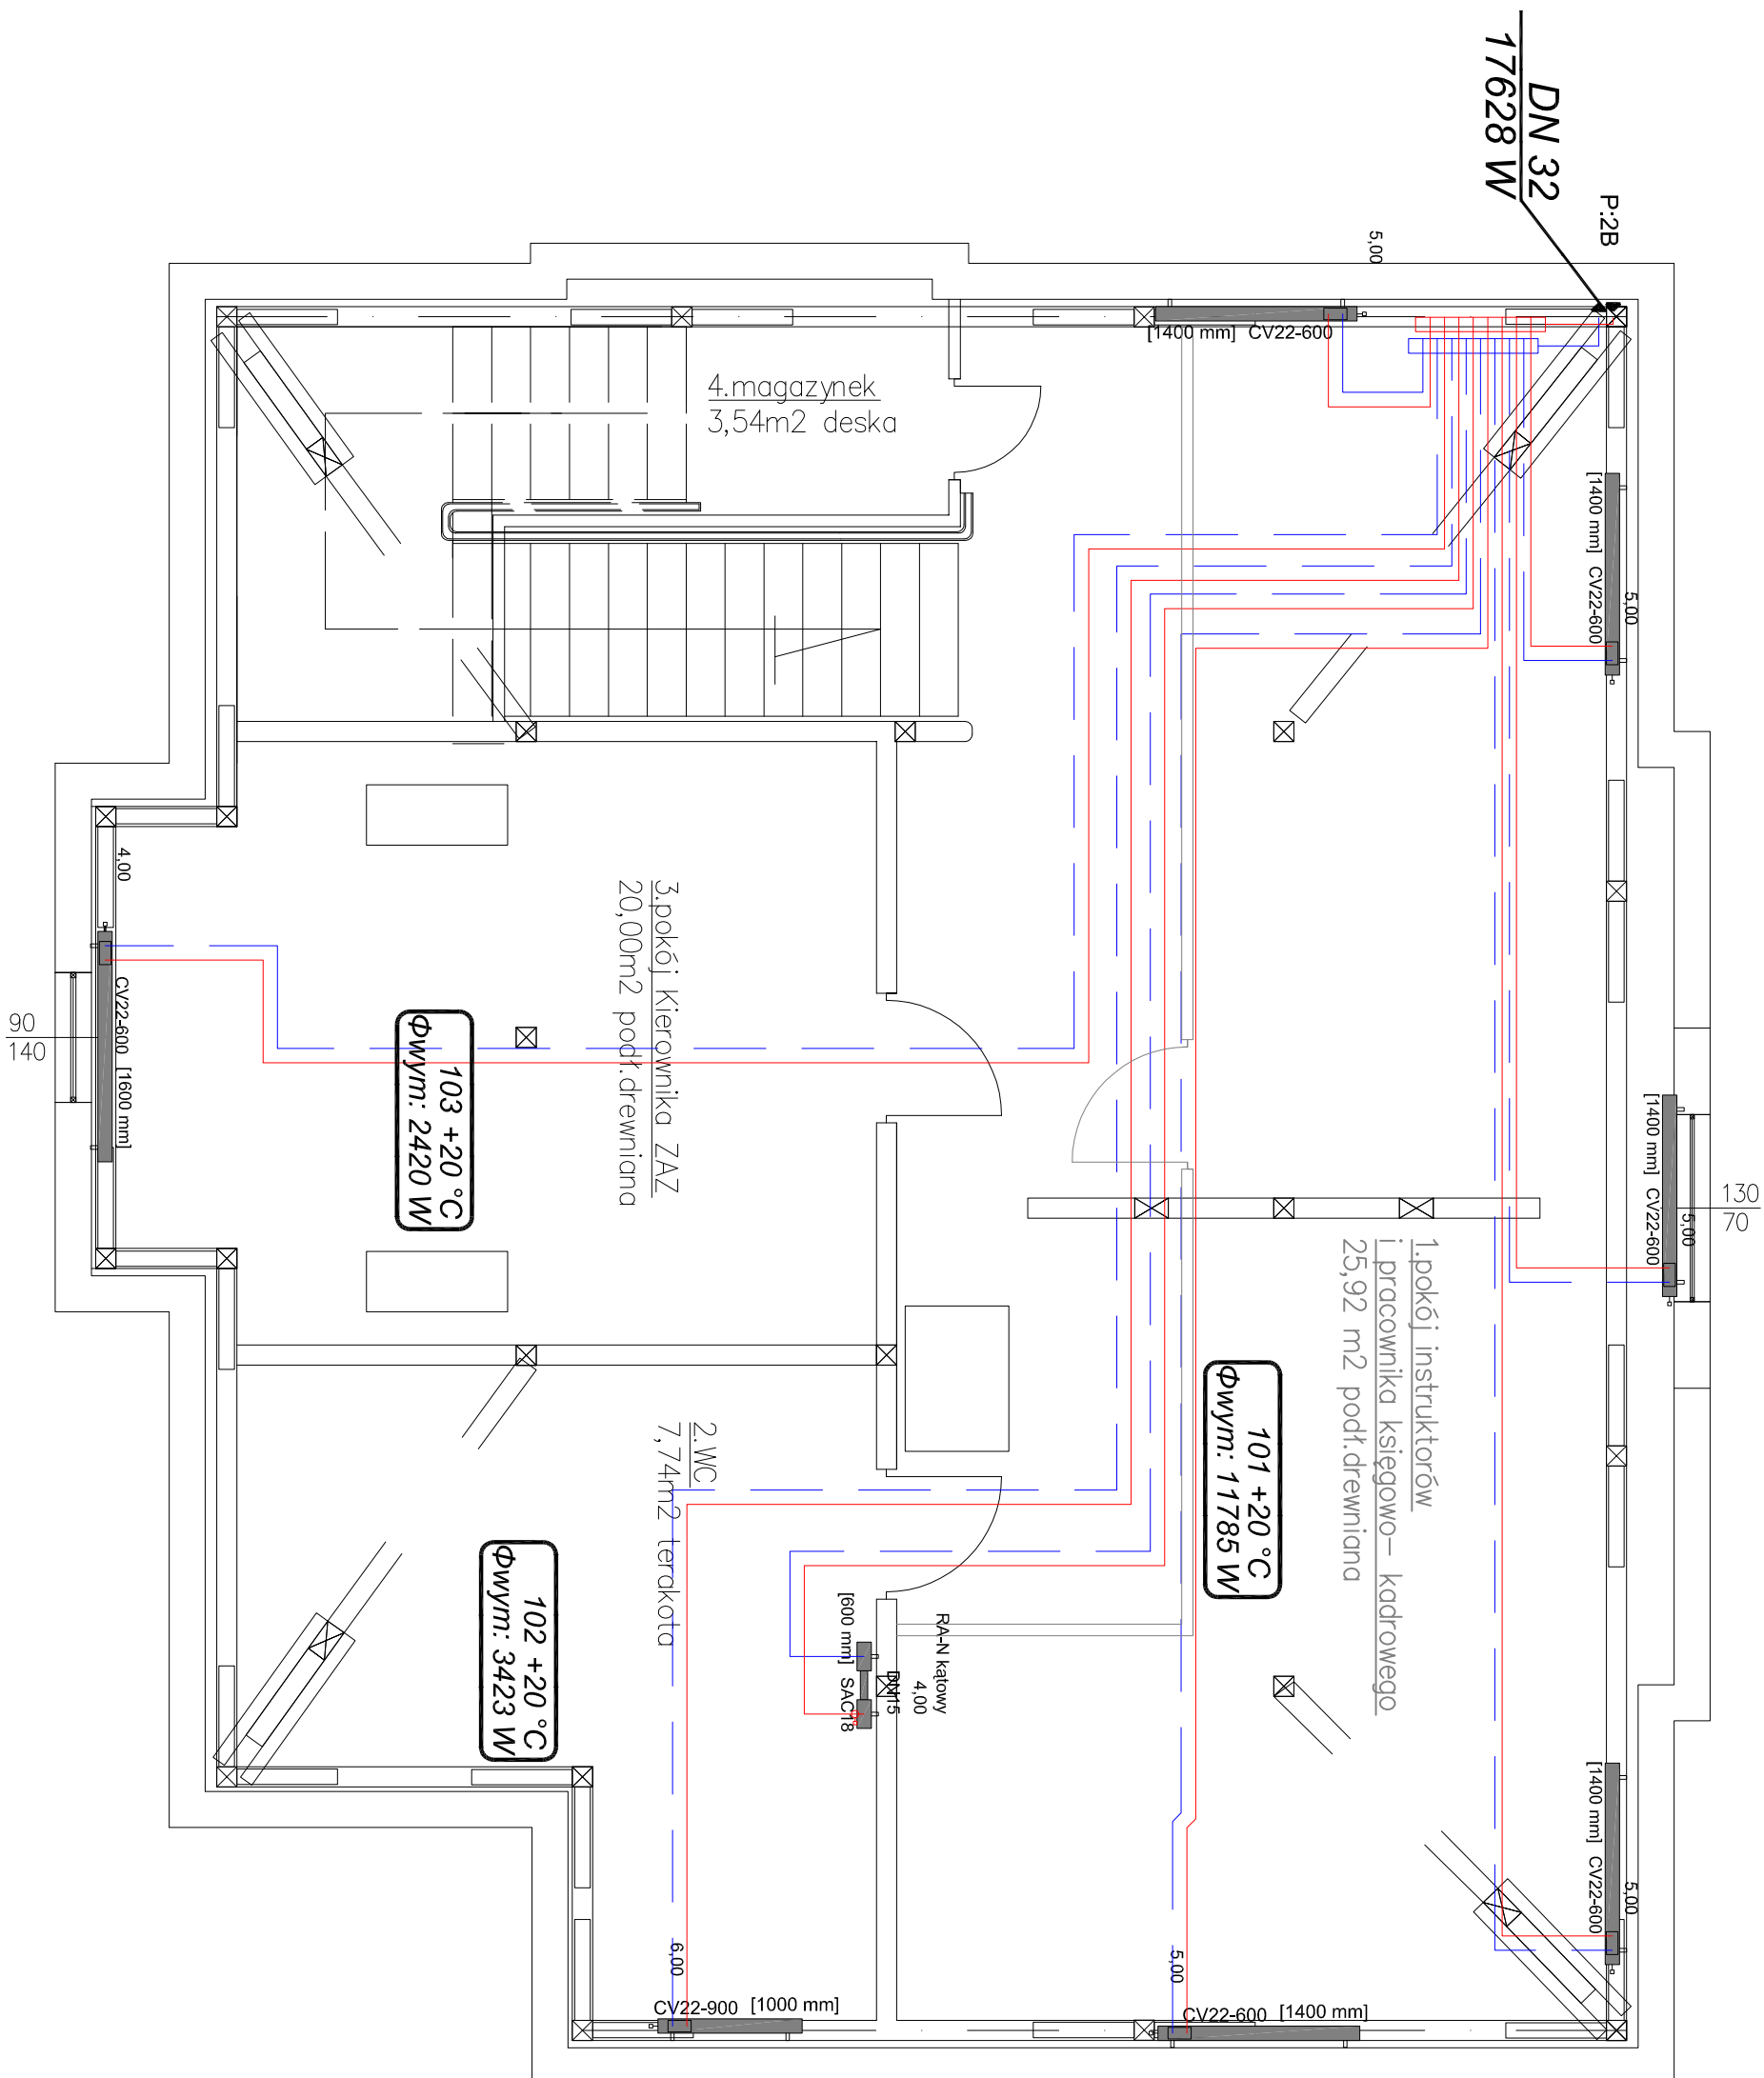 DN 32
17628 W
P:2B
5,00
[1400 mm] CV22-600
4.magazynek
3,54m2 deska
[1400 mm] CV22-600
5,00
3.pokój Kierownika ZAZ
20,00m2 podł.drewniana
4,00
CV22-600 [1600 mm]
90
140
103 +20 °C
Φwym: 2420 W
[1400 mm] CV22-600
5,00
130
70
1.pokój instruktorów
i pracownika księgowo- kadrowego
25,92 m2 podł.drewniana
101 +20 °C
Φwym: 11785 W
2.WC
7,74m2 terakota
102 +20 °C
Φwym: 3423 W
RA-N kątowy
4,00
DN15
[600 mm] SAC18
[1400 mm] CV22-600
5,00
6,00
CV22-900 [1000 mm]
5,00
CV22-600 [1400 mm]